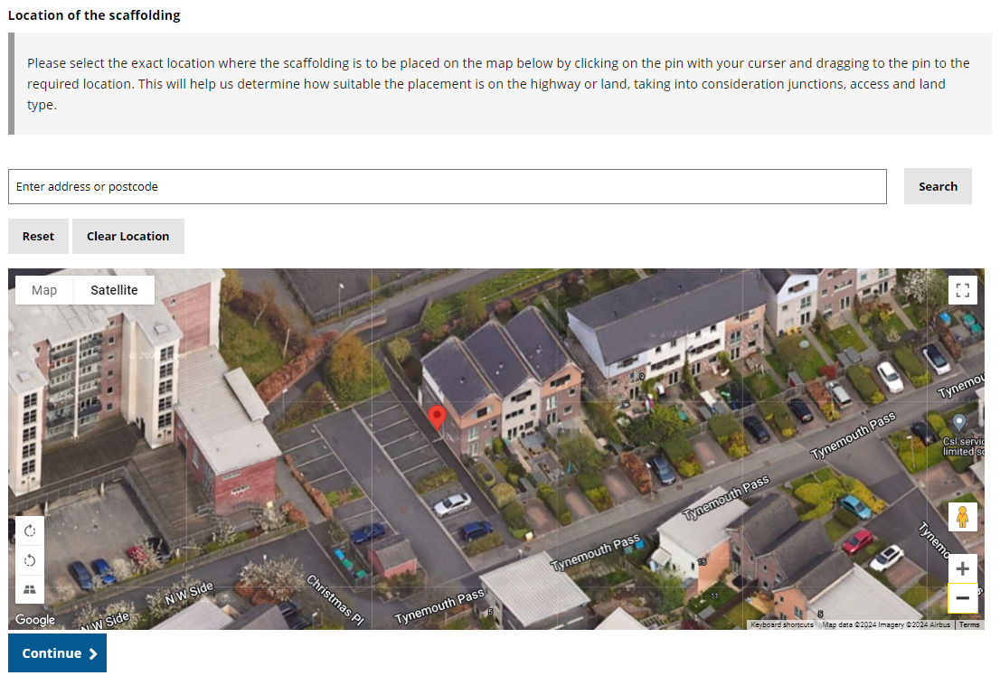 Location of the scaffolding
Please select the exact location where the scaffolding is to be placed on the map below by clicking on the pin with your curser and dragging to the pin to the
required location. This will help us determine how suitable the placement is on the highway or land, taking into consideration junctions, access and land
type.
Enter address or postcode
Search
Reset
Clear Location
Map
Satellite
9
Tynemou
Tynemouth Pass
Csl servic
limited so
Tynemouth Pass
Tynemo
Tynemouth Pass
15
11
N W Side
Christmas Pl
Tynemouth Pass
5
5
N W Side
Google
Keyboard shortcuts
Map data ©2024 Imagery ©2024 Airbus
Terms
Continue